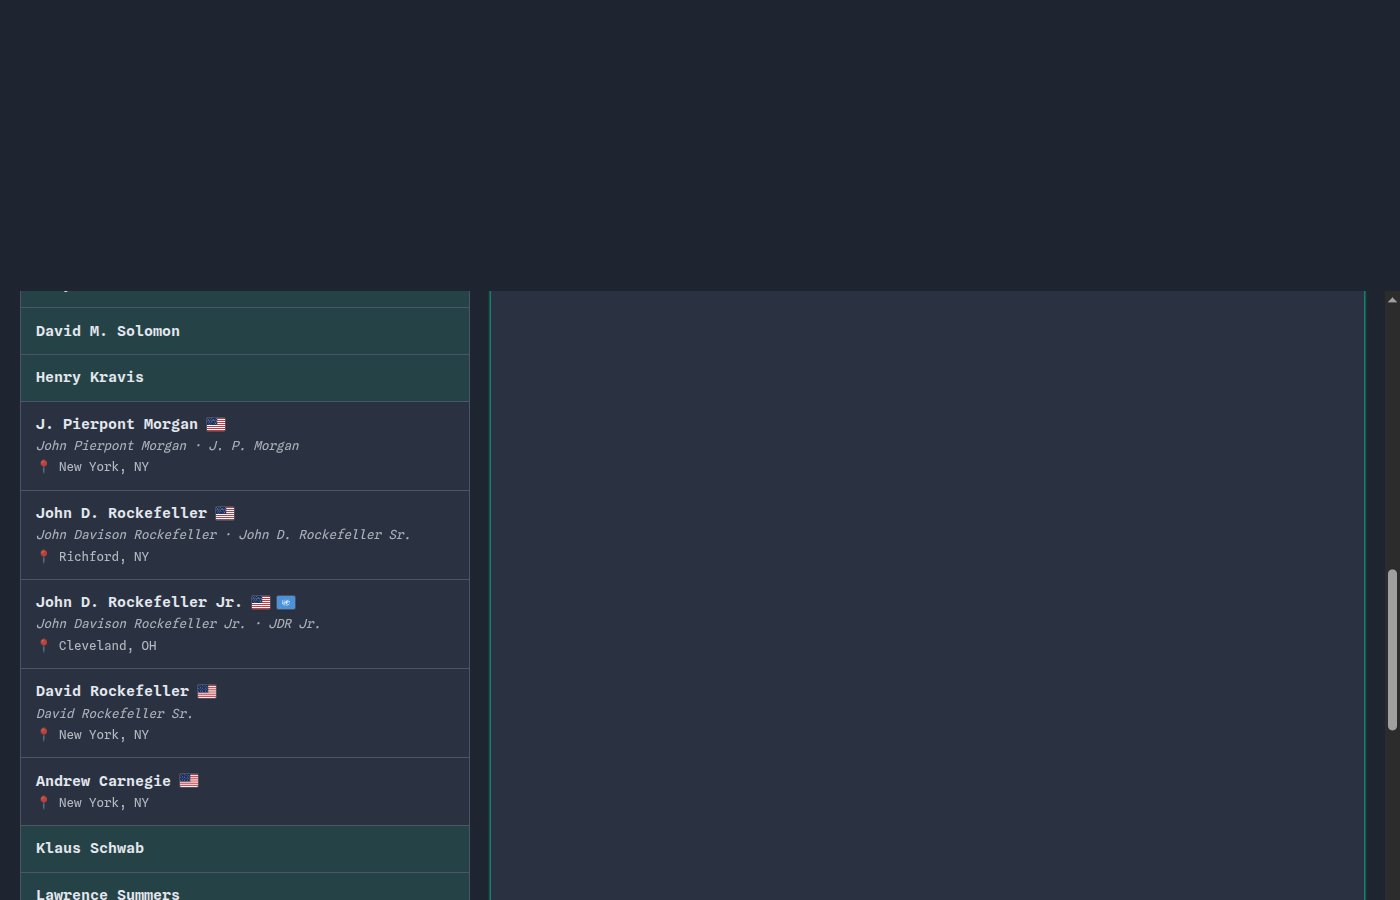 David M. Solomon
Henry Kravis
J. Pierpont Morgan
John Pierpont Morgan · J. P. Morgan
New York, NY
John D. Rockefeller
John Davison Rockefeller · John D. Rockefeller Sr.
Richford, NY
John D. Rockefeller Jr.
John Davison Rockefeller Jr. · JDR Jr.
Cleveland, OH
David Rockefeller
David Rockefeller Sr.
New York, NY
Andrew Carnegie
New York, NY
Klaus Schwab
Lawrence Summers